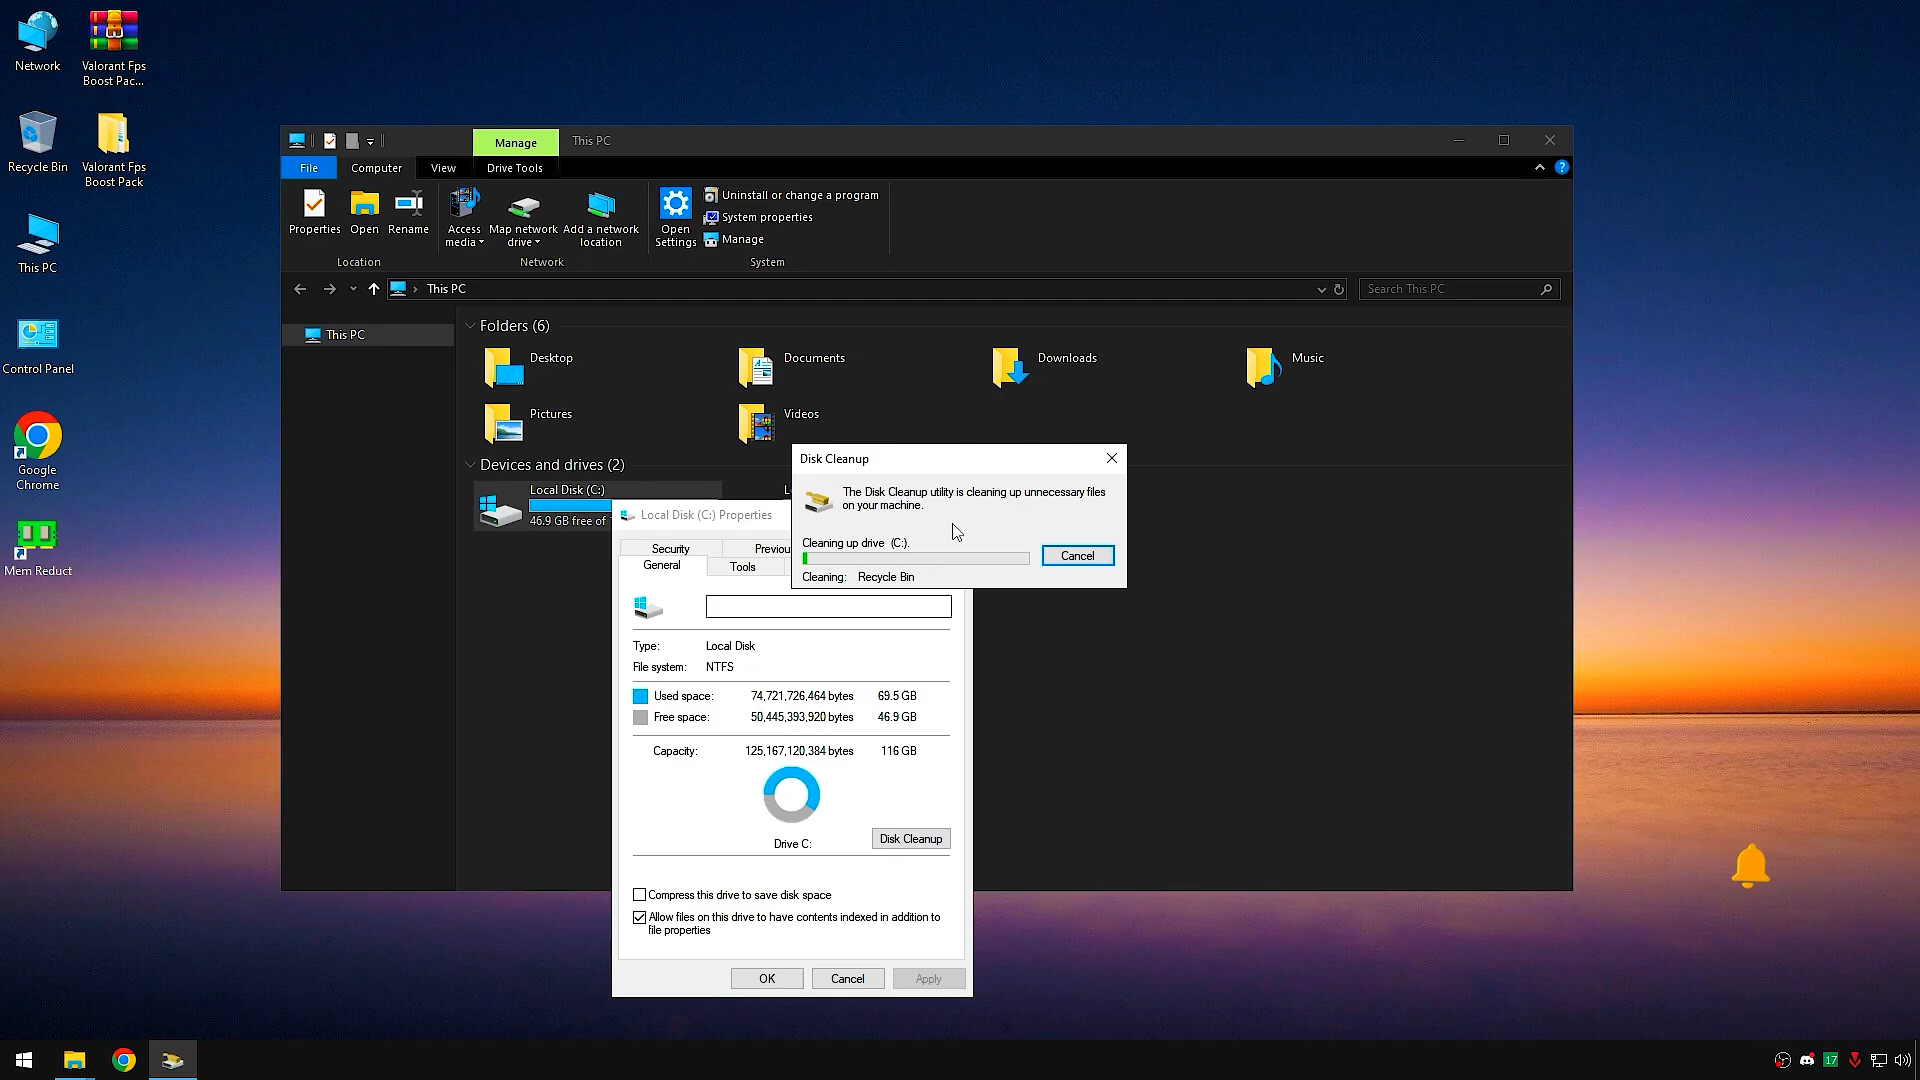 Network
Valorant Fps
Boost Pac...
Recycle Bin
Valorant Fps
Boost Pack
This PC
Control Panel
Google
Chrome
Mem Reduct
Manage
This PC
File
Computer
View
Drive Tools
?
Properties
Open
Rename
Access
media
Map network
drive
Add a network
location
Open
Settings
Uninstall or change a program
System properties
Manage
Location
Network
System
This PC
Search This PC
This PC
Folders (6)
Desktop
Documents
Downloads
Music
Pictures
Videos
Devices and drives (2)
Local Disk (C:)
46.9 GB free of
Local Disk (C:) Properties
Security
Previou
General
Tools
Type:
Local Disk
File system:
NTFS
Used space:
74,721,726,464 bytes
69.5 GB
Free space:
50,445,393,920 bytes
46.9 GB
Capacity:
125,167,120,384 bytes
116 GB
Drive C:
Disk Cleanup
Compress this drive to save disk space
Allow files on this drive to have contents indexed in addition to
file properties
OK
Cancel
Apply
Disk Cleanup
The Disk Cleanup utility is cleaning up unnecessary files
on your machine.
Cleaning up drive (C:).
Cancel
Cleaning: Recycle Bin
17